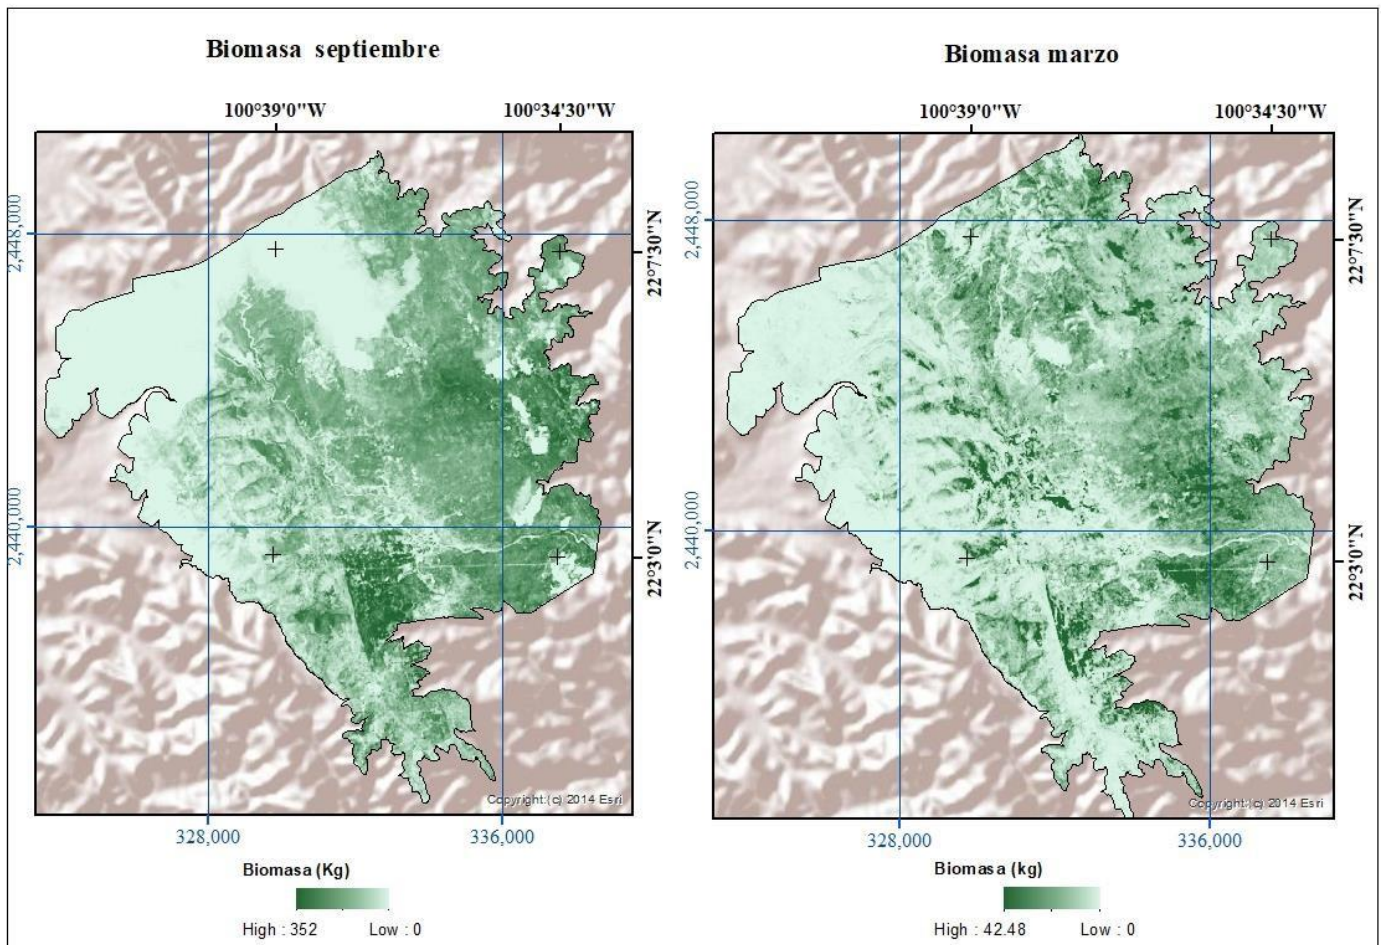 Biomasa septiembre
100°39'0"W 100°34'30"W
2,448,000
2,440,000
22°7'30"N
22°3'0"N
Copyright:(c) 2014 Esri
328,000 336,000
Biomasa (Kg)
High : 352 Low : 0
Biomasa marzo
100°39'0"W 100°34'30"W
2,448,000
2,440,000
22°7'30"N
22°3'0"N
Copyright:(c) 2014 Esri
328,000 336,000
Biomasa (kg)
High : 42.48 Low : 0